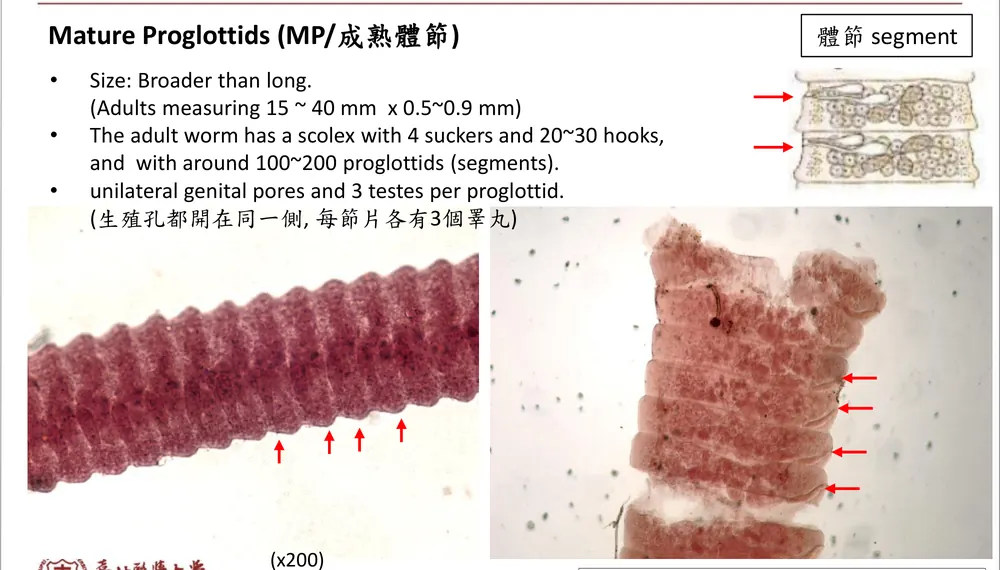 Mature Proglottids (MP/成熟體節)
體節 segment
• Size: Broader than long.
(Adults measuring 15 ~ 40 mm x 0.5~0.9 mm)
• The adult worm has a scolex with 4 suckers and 20~30 hooks,
and with around 100~200 proglottids (segments).
• unilateral genital pores and 3 testes per proglottid.
(生殖孔都開在同一側, 每節片各有3個睪丸)
(x200)